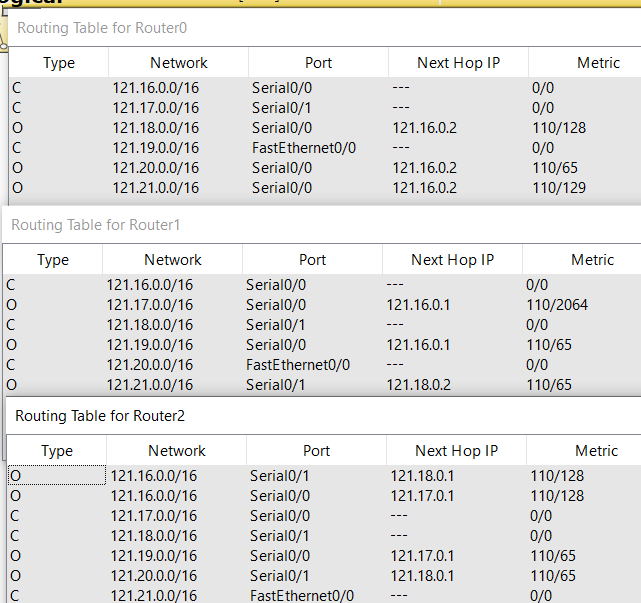 Routing Table for Router0
Type Network Port Next Hop IP Metric
C 121.16.0.0/16 Serial0/0 --- 0/0
C 121.17.0.0/16 Serial0/1 --- 0/0
O 121.18.0.0/16 Serial0/0 121.16.0.2 110/128
C 121.19.0.0/16 FastEthernet0/0 --- 0/0
O 121.20.0.0/16 Serial0/0 121.16.0.2 110/65
O 121.21.0.0/16 Serial0/0 121.16.0.2 110/129
Routing Table for Router1
Type Network Port Next Hop IP Metric
C 121.16.0.0/16 Serial0/0 --- 0/0
O 121.17.0.0/16 Serial0/0 121.16.0.1 110/2064
C 121.18.0.0/16 Serial0/1 --- 0/0
O 121.19.0.0/16 Serial0/0 121.16.0.1 110/65
C 121.20.0.0/16 FastEthernet0/0 --- 0/0
O 121.21.0.0/16 Serial0/1 121.18.0.2 110/65
Routing Table for Router2
Type Network Port Next Hop IP Metric
O 121.16.0.0/16 Serial0/1 121.18.0.1 110/128
O 121.16.0.0/16 Serial0/0 121.17.0.1 110/128
C 121.17.0.0/16 Serial0/0 --- 0/0
C 121.18.0.0/16 Serial0/1 --- 0/0
O 121.19.0.0/16 Serial0/0 121.17.0.1 110/65
O 121.20.0.0/16 Serial0/1 121.18.0.1 110/65
C 121.21.0.0/16 FastEthernet0/0 --- 0/0